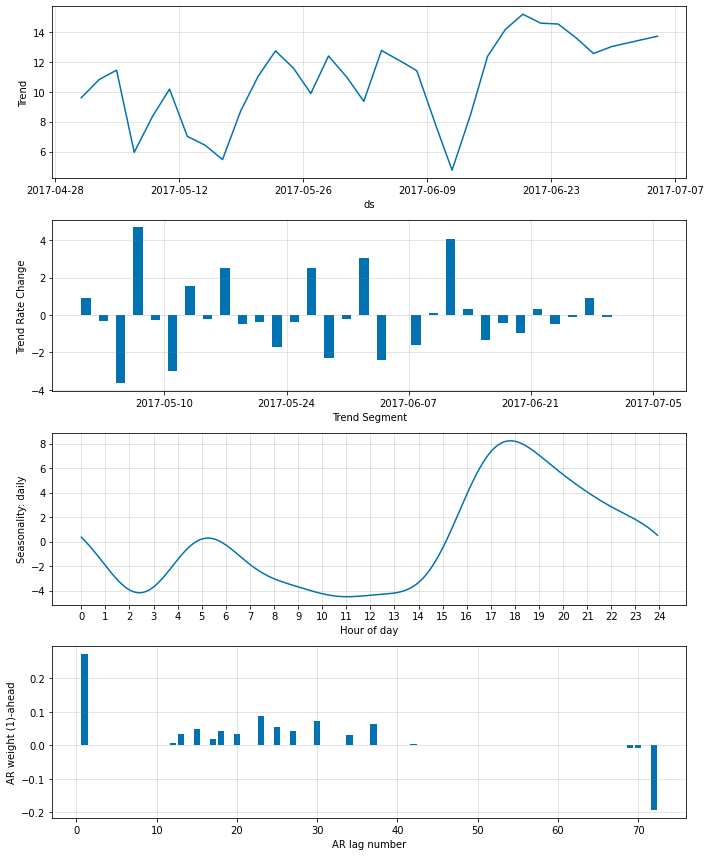 Trend
14
12
10
8
6
2017-04-28 2017-05-12 2017-05-26 2017-06-09 2017-06-23 2017-07-07
ds
Trend Rate Change
4
2
0
−2
−4
2017-05-10 2017-05-24 2017-06-07 2017-06-21 2017-07-05
Trend Segment
Seasonality: daily
8
6
4
2
0
−2
−4
0 1 2 3 4 5 6 7 8 9 10 11 12 13 14 15 16 17 18 19 20 21 22 23 24
Hour of day
AR weight (1)-ahead
0.2
0.1
0.0
−0.1
−0.2
0 10 20 30 40 50 60 70
AR lag number